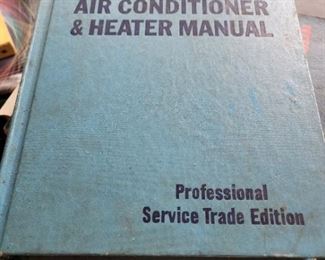 AIR CONDITIONER
& HEATER MANUAL
Professional
Service Trade Edition